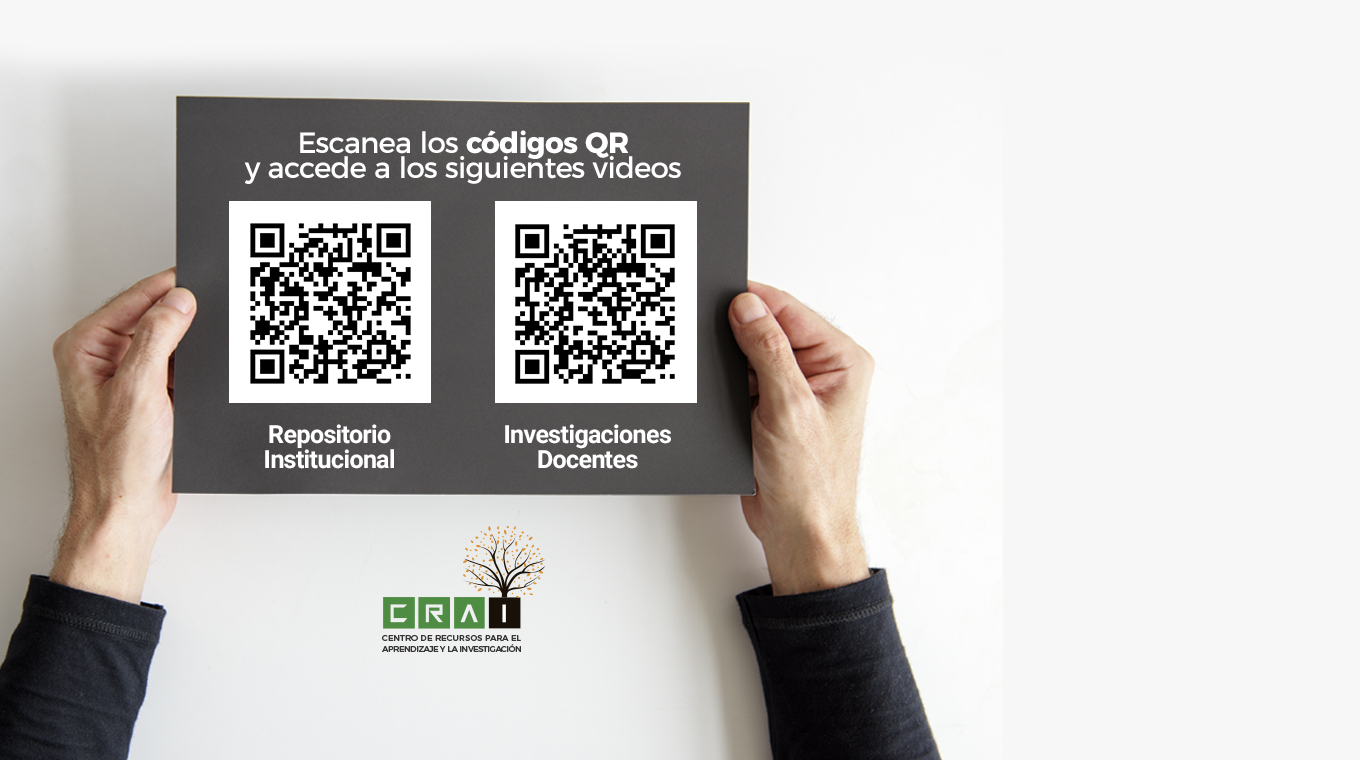 Escanea los códigos QR
y accede a los siguientes videos
Repositorio
Institucional
Investigaciones
Docentes
CRAI
CENTRO DE RECURSOS PARA EL
APRENDIZAJE Y LA INVESTIGACIÓN